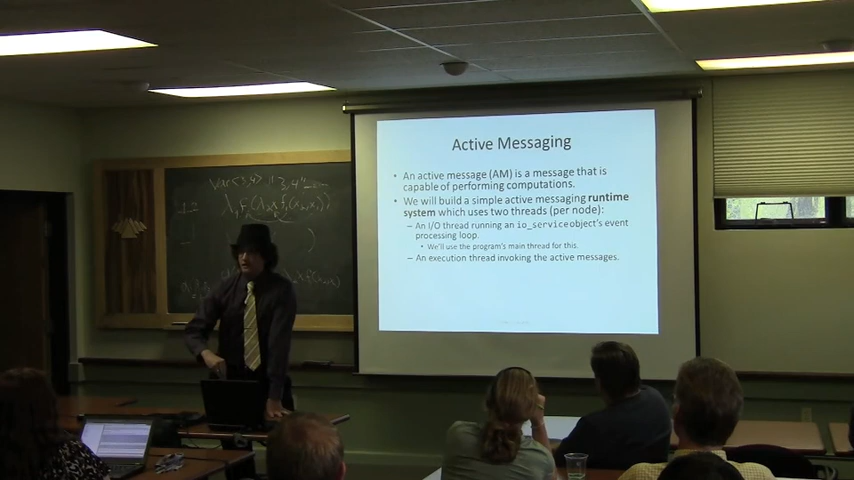 Active Messaging
• An active message (AM) is a message that is
capable of performing computations.
• We will build a simple active messaging runtime
system which uses two threads (per node):
– An I/O thread running an io_service object's event
processing loop.
• We'll use the program's main thread for this.
– An execution thread invoking the active messages.